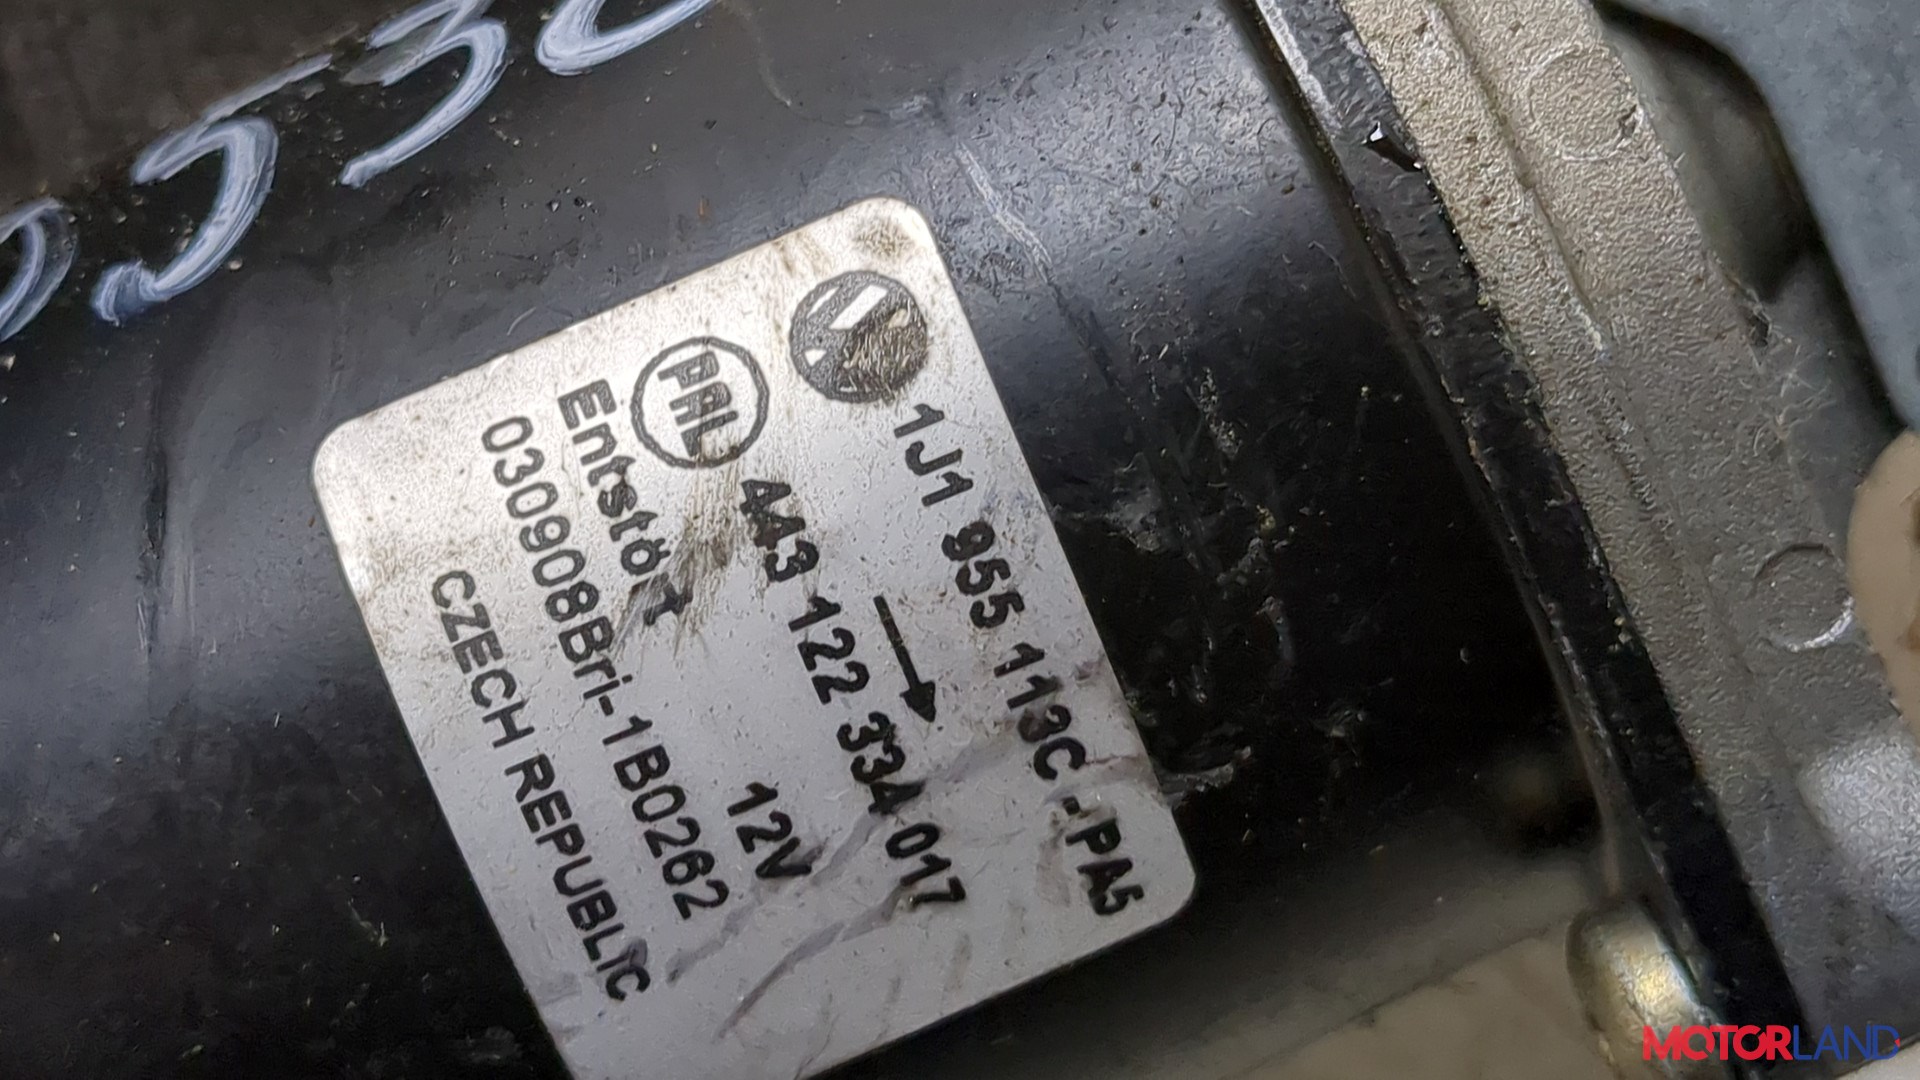 1J1 955 113C -PA5
PAL 443 122 334 017
Entstört 12V
030908Bri-1B0262
CZECH REPUBLIC
MOTORLAND